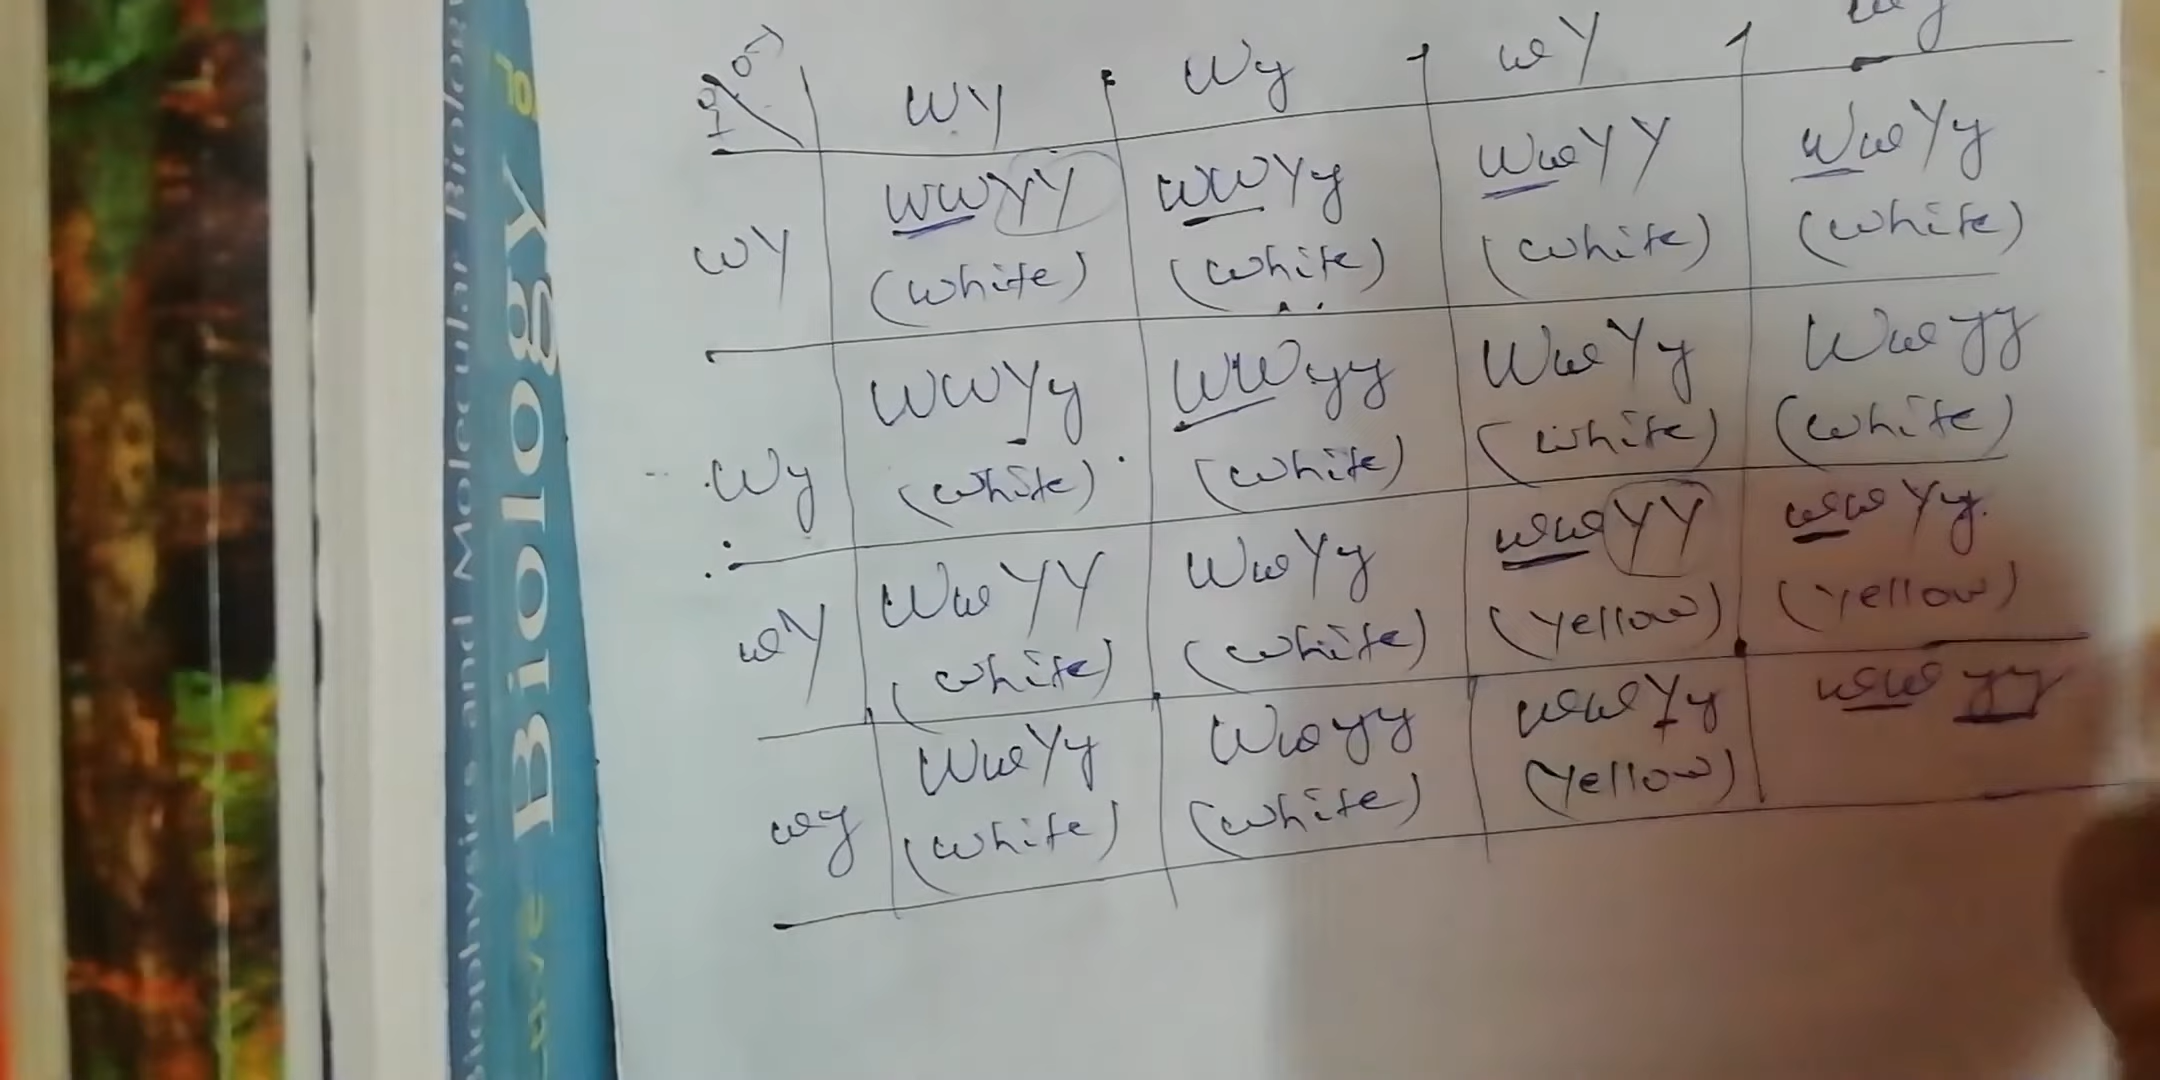 Biophysics and Molecular Biology
Biology
of
♀ ♂
WY Wy wY wy
WY WWYY WWYy WwYY WwYy
(white) (white) (white) (white)
Wy WWYy WWyy WwYy Wwyy
(white) (white) (white) (white)
wY WwYY WwYy wwYY wwYy
(white) (white) (Yellow) (Yellow)
wy WwYy Wwyy wwYy wwyy
(white) (white) (Yellow)